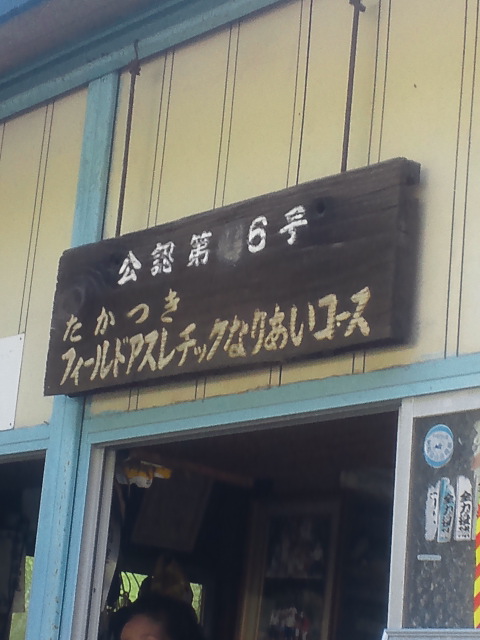 公認第 6号
たかつき
フィールドアスレチックなりあいコース